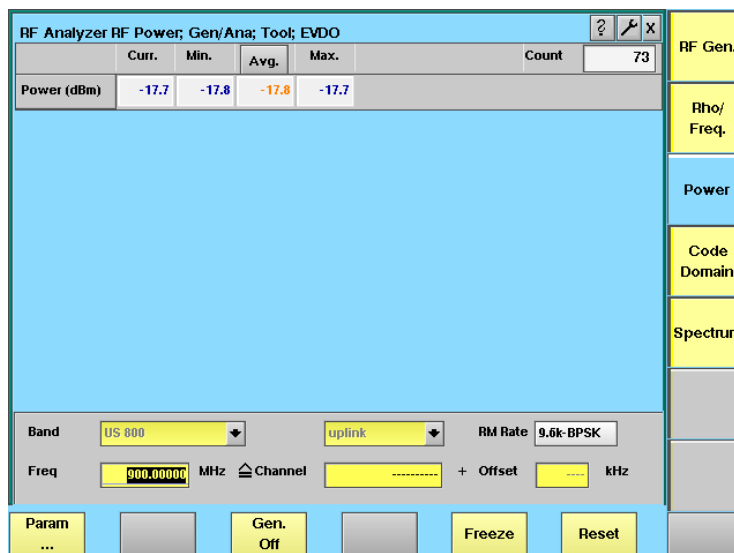 RF Analyzer RF Power; Gen/Ana; Tool; EVDO ? x
Curr. Min. Avg. Max. Count 73
Power (dBm) -17.7 -17.8 -17.8 -17.7
Band US 800 uplink RM Rate 9.6k-BPSK
Freq 900.00000 MHz ≙ Channel ---------- + Offset ---- kHz
RF Gen.
Rho/
Freq.
Power
Code
Domain
Spectrum
Param
...
Gen.
Off
Freeze
Reset